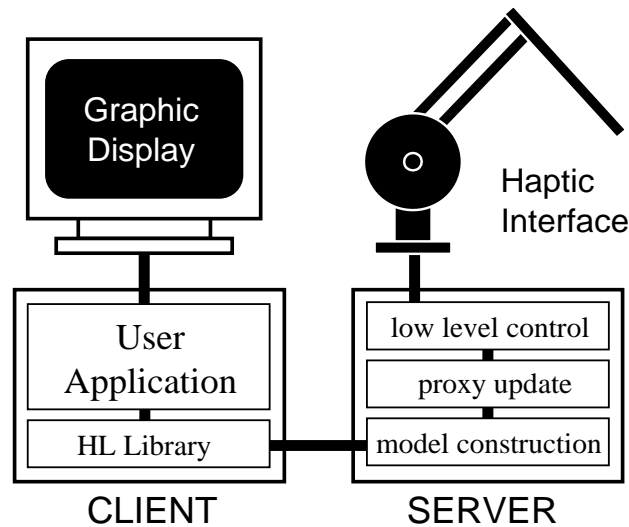 Graphic
Display
Haptic
Interface
User
Application
HL Library
low level control
proxy update
model construction
CLIENT
SERVER